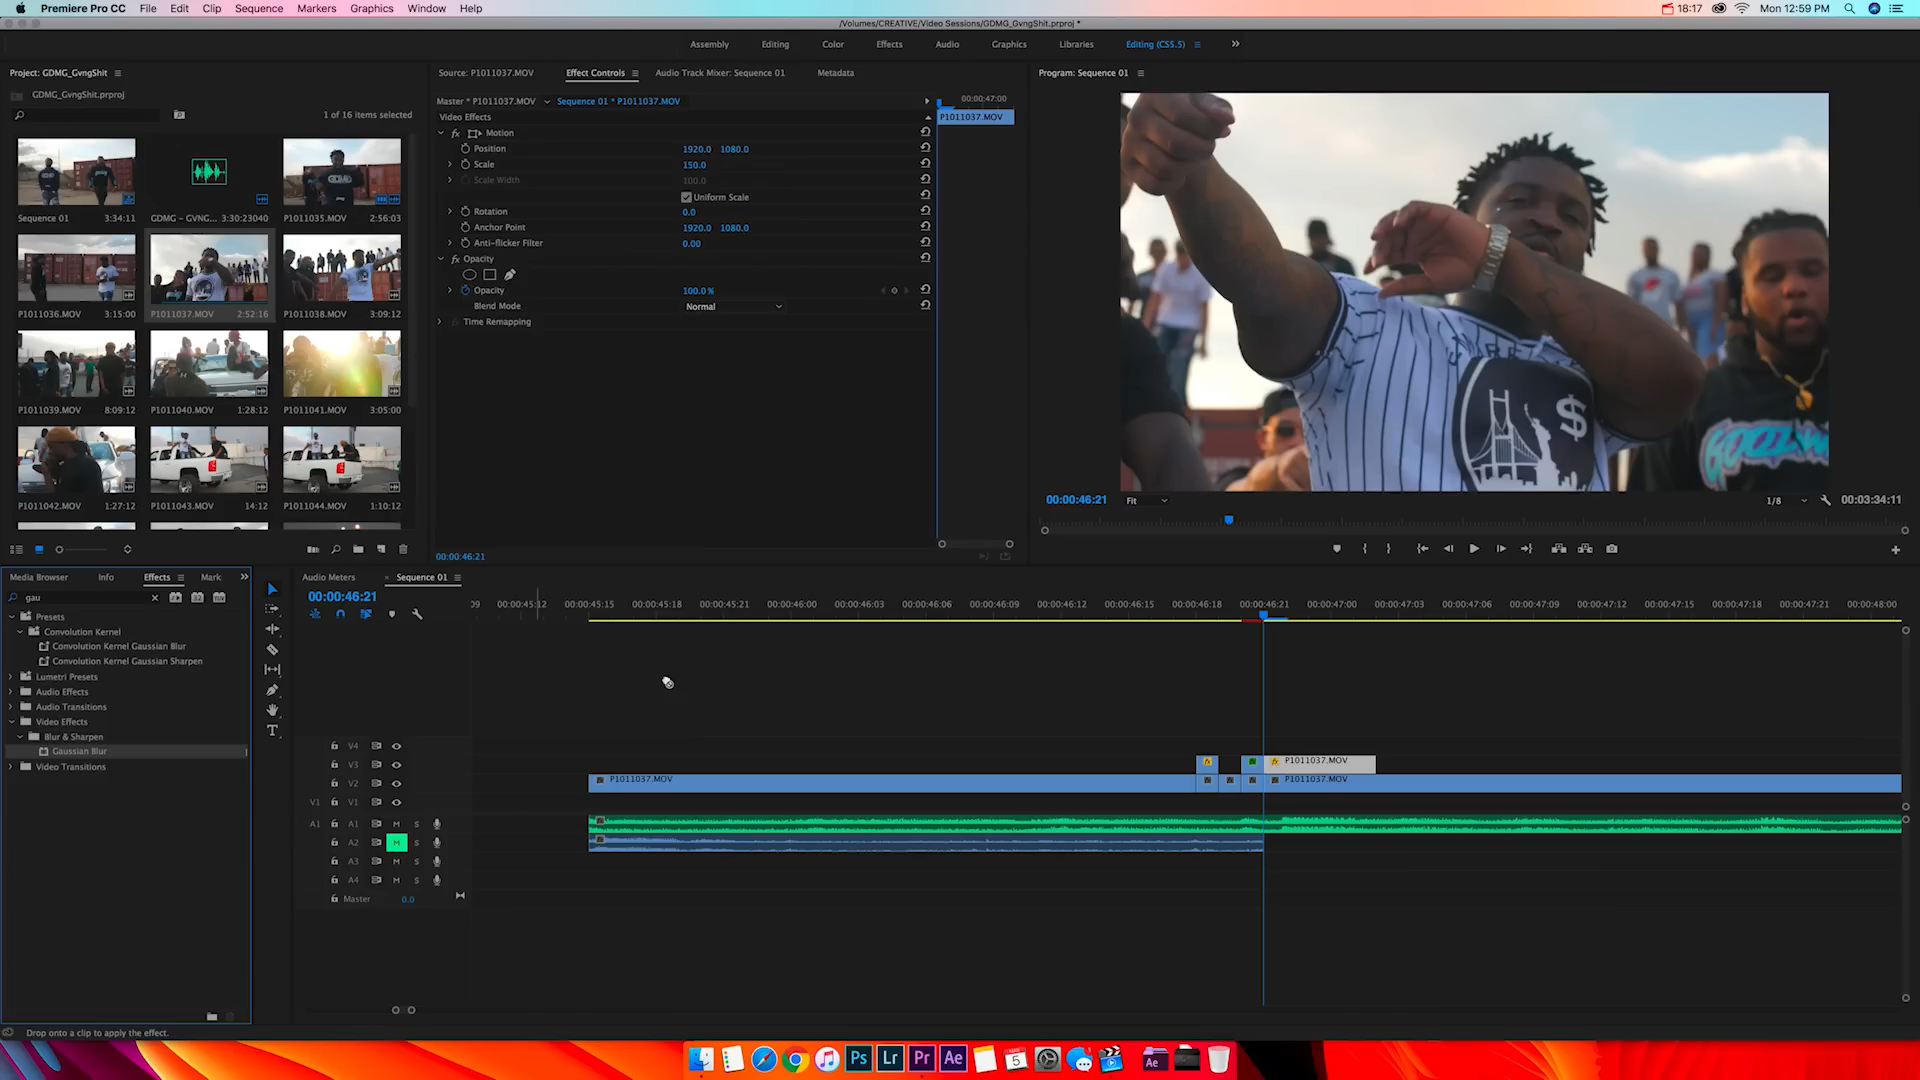 Premiere Pro CC File Edit Clip Sequence Markers Graphics Window Help
18:17 Mon 12:59 PM
/Volumes/CREATIVE/Video Sessions/GDMG_GvngShit.prproj *
Assembly Editing Color Effects Audio Graphics Libraries Editing (CS5.5)
Project: GDMG_GvngShit
GDMG_GvngShit.prproj
1 of 16 items selected
Sequence 01 3:34:11
GDMG - GVNG... 3:30:23040
P1011035.MOV 2:56:03
P1011036.MOV 3:15:00
P1011037.MOV 2:52:16
P1011038.MOV 3:09:12
P1011039.MOV 8:09:12
P1011040.MOV 1:28:12
P1011041.MOV 3:05:00
P1011042.MOV 1:27:12
P1011043.MOV 14:12
P1011044.MOV 1:10:12
Source: P1011037.MOV Effect Controls Audio Track Mixer: Sequence 01 Metadata
Master * P1011037.MOV Sequence 01 * P1011037.MOV
00:00:47:00
Video Effects
P1011037.MOV
fx Motion
Position 1920.0 1080.0
Scale 150.0
Scale Width 100.0
Uniform Scale
Rotation 0.0
Anchor Point 1920.0 1080.0
Anti-flicker Filter 0.00
fx Opacity
Opacity 100.0 %
Blend Mode Normal
Time Remapping
00:00:46:21
Program: Sequence 01
$
00:00:46:21 Fit 1/8 00:03:34:11
Media Browser Info Effects Mark
gau
Presets
Convolution Kernel
Convolution Kernel Gaussian Blur
Convolution Kernel Gaussian Sharpen
Lumetri Presets
Audio Effects
Audio Transitions
Video Effects
Blur & Sharpen
Gaussian Blur
Video Transitions
Audio Meters Sequence 01
00:00:46:21
09 00:00:45:12 00:00:45:15 00:00:45:18 00:00:45:21 00:00:46:00 00:00:46:03 00:00:46:06 00:00:46:09 00:00:46:12 00:00:46:15 00:00:46:18 00:00:46:21 00:00:47:00 00:00:47:03 00:00:47:06 00:00:47:09 00:00:47:12 00:00:47:15 00:00:47:18 00:00:47:21 00:00:48:00
V4
V3 P1011037.MOV
V2 P1011037.MOV P1011037.MOV
V1 V1
A1 A1 M S
A2 M S
A3 M S
A4 M S
Master 0.0
Drop onto a clip to apply the effect.
Ps Lr Pr Ae 5 Ae